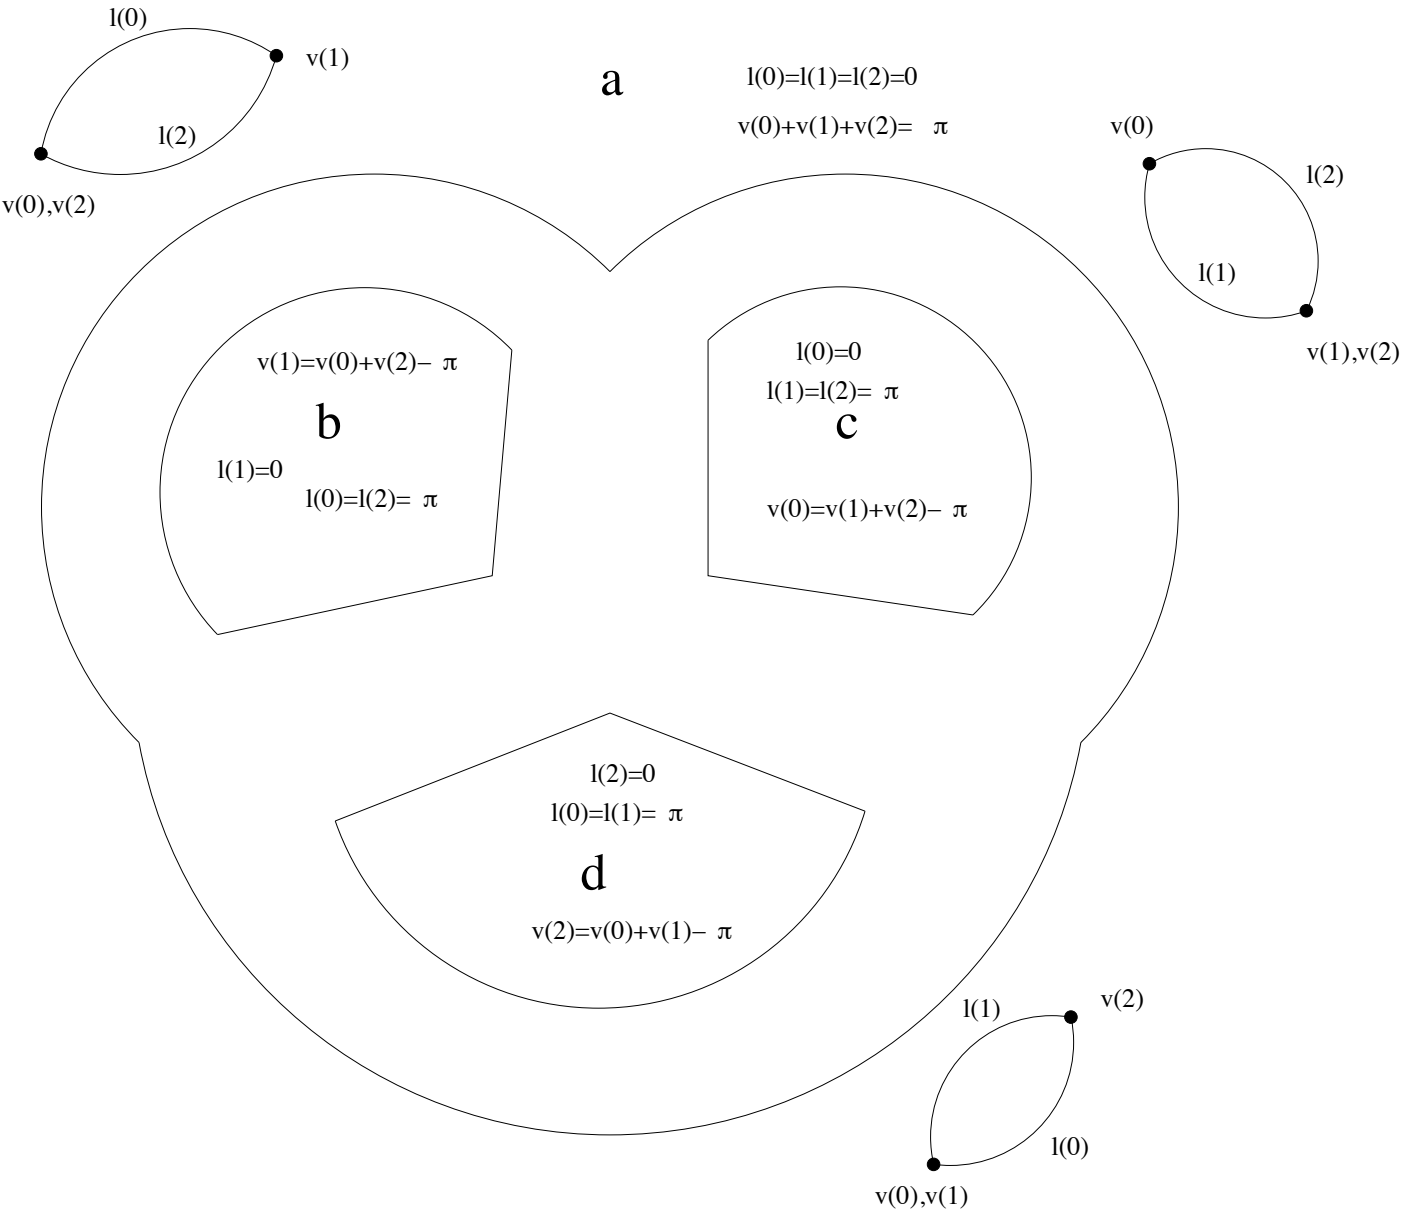 l(0)
v(1)
l(2)
v(0),v(2)
a
l(0)=l(1)=l(2)=0
v(0)+v(1)+v(2)= π
v(0)
l(2)
l(1)
v(1),v(2)
v(1)=v(0)+v(2)− π
b
l(1)=0
l(0)=l(2)= π
l(0)=0
l(1)=l(2)= π
c
v(0)=v(1)+v(2)− π
l(2)=0
l(0)=l(1)= π
d
v(2)=v(0)+v(1)− π
l(1)
v(2)
l(0)
v(0),v(1)